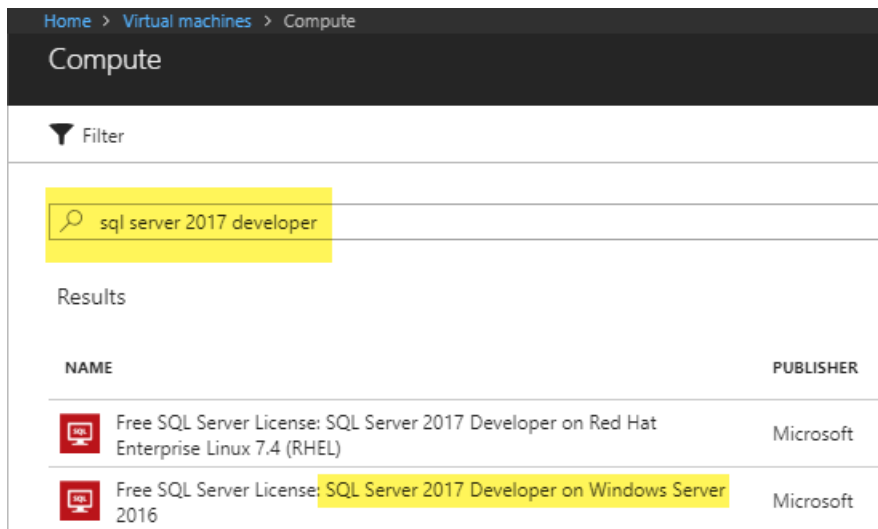 Home > Virtual machines > Compute
Compute
Filter
sql server 2017 developer
Results
NAME PUBLISHER
Free SQL Server License: SQL Server 2017 Developer on Red Hat
Enterprise Linux 7.4 (RHEL)
Microsoft
Free SQL Server License: SQL Server 2017 Developer on Windows Server
2016
Microsoft